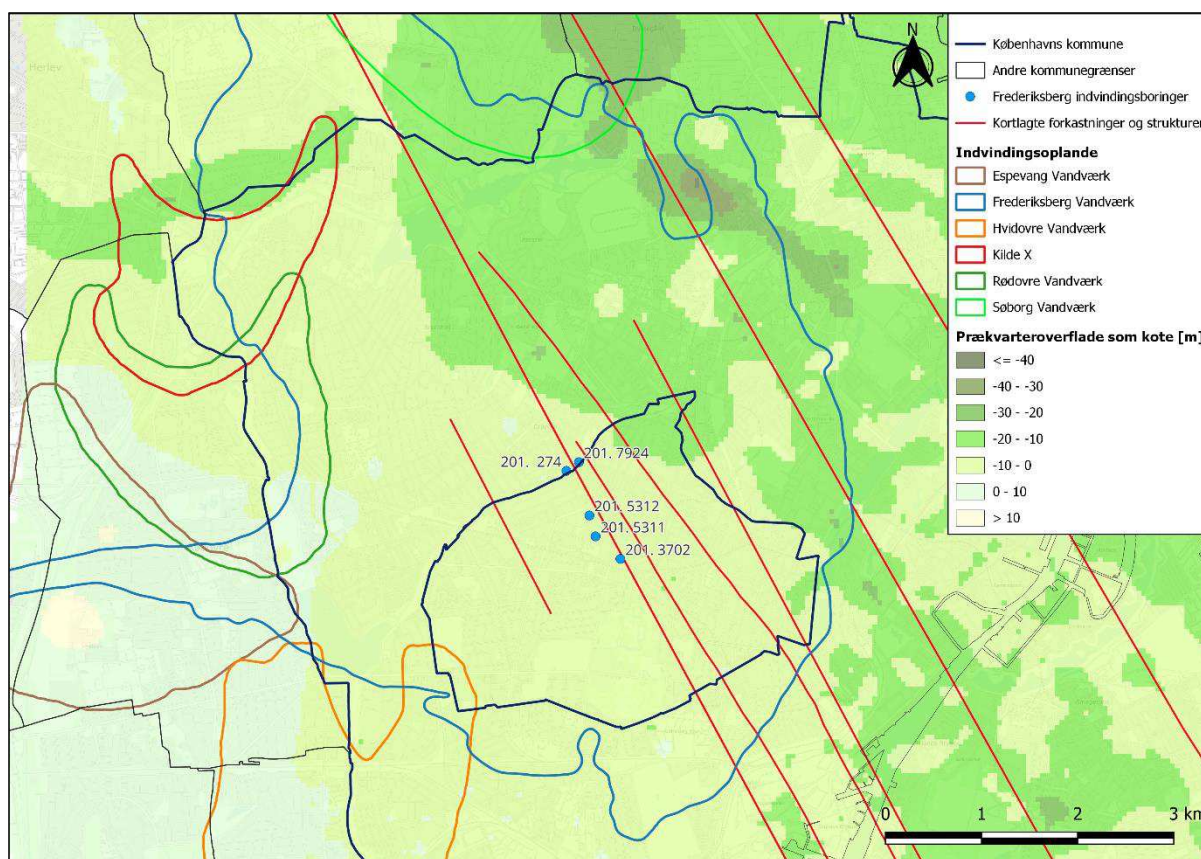 N
Københavns kommune
Andre kommunegrænser
Frederiksberg indvindingsboringer
Kortlagte forkastninger og strukturer
Indvindingsoplande
Espevang Vandværk
Frederiksberg Vandværk
Hvidovre Vandværk
Kilde X
Rødovre Vandværk
Søborg Vandværk
Prækvarteroverflade som kote [m]
<= -40
-40 - -30
-30 - -20
-20 - -10
-10 - 0
0 - 10
> 10
Herlev
201. 274
201. 7924
201. 5312
201. 5311
201. 3702
0 1 2 3 km